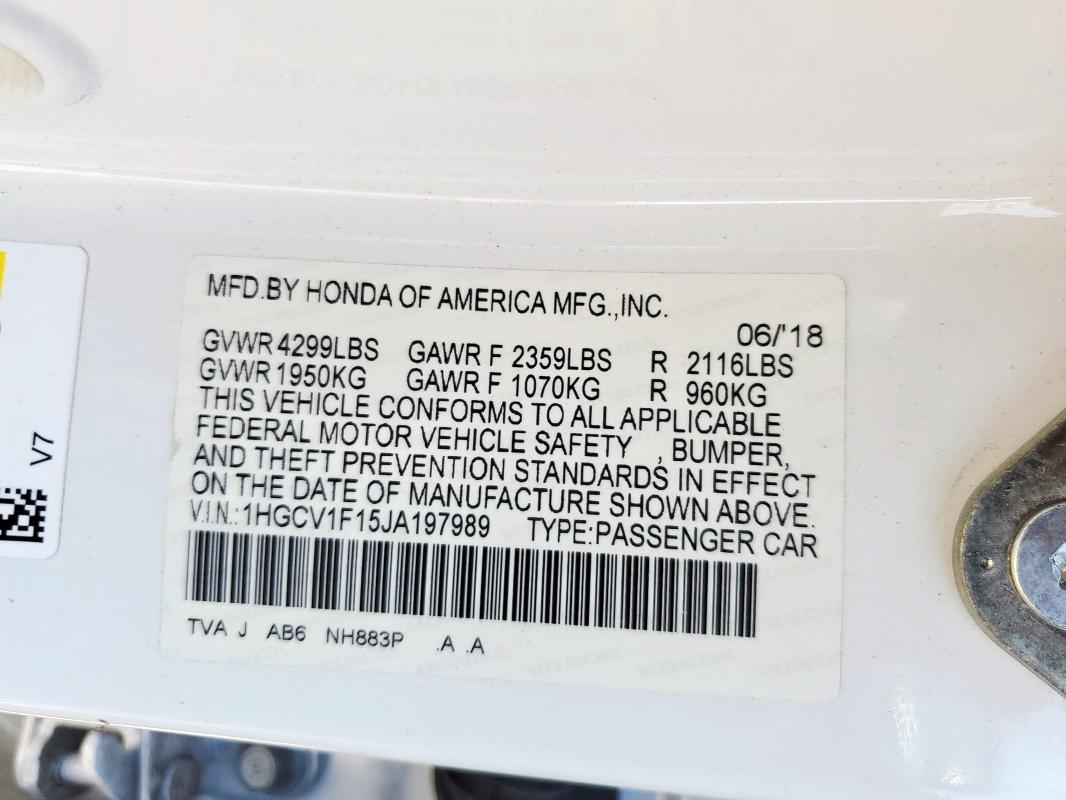 MFD.BY HONDA OF AMERICA MFG.,INC.
06/'18
GVWR 4299LBS GAWR F 2359LBS R 2116LBS
GVWR 1950KG GAWR F 1070KG R 960KG
THIS VEHICLE CONFORMS TO ALL APPLICABLE
FEDERAL MOTOR VEHICLE SAFETY , BUMPER,
AND THEFT PREVENTION STANDARDS IN EFFECT
ON THE DATE OF MANUFACTURE SHOWN ABOVE.
V.I.N.:1HGCV1F15JA197989 TYPE:PASSENGER CAR
TVA J AB6 NH883P .A .A
V7